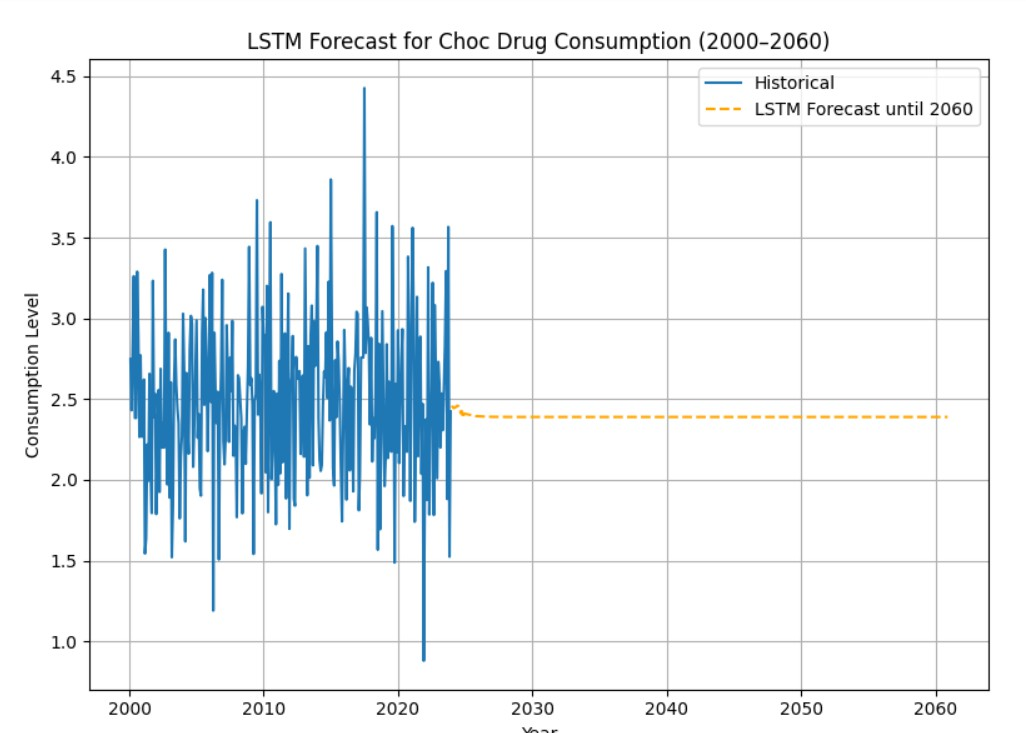 LSTM Forecast for Choc Drug Consumption (2000–2060)
Historical
LSTM Forecast until 2060
Consumption Level
4.5
4.0
3.5
3.0
2.5
2.0
1.5
1.0
2000 2010 2020 2030 2040 2050 2060
Year